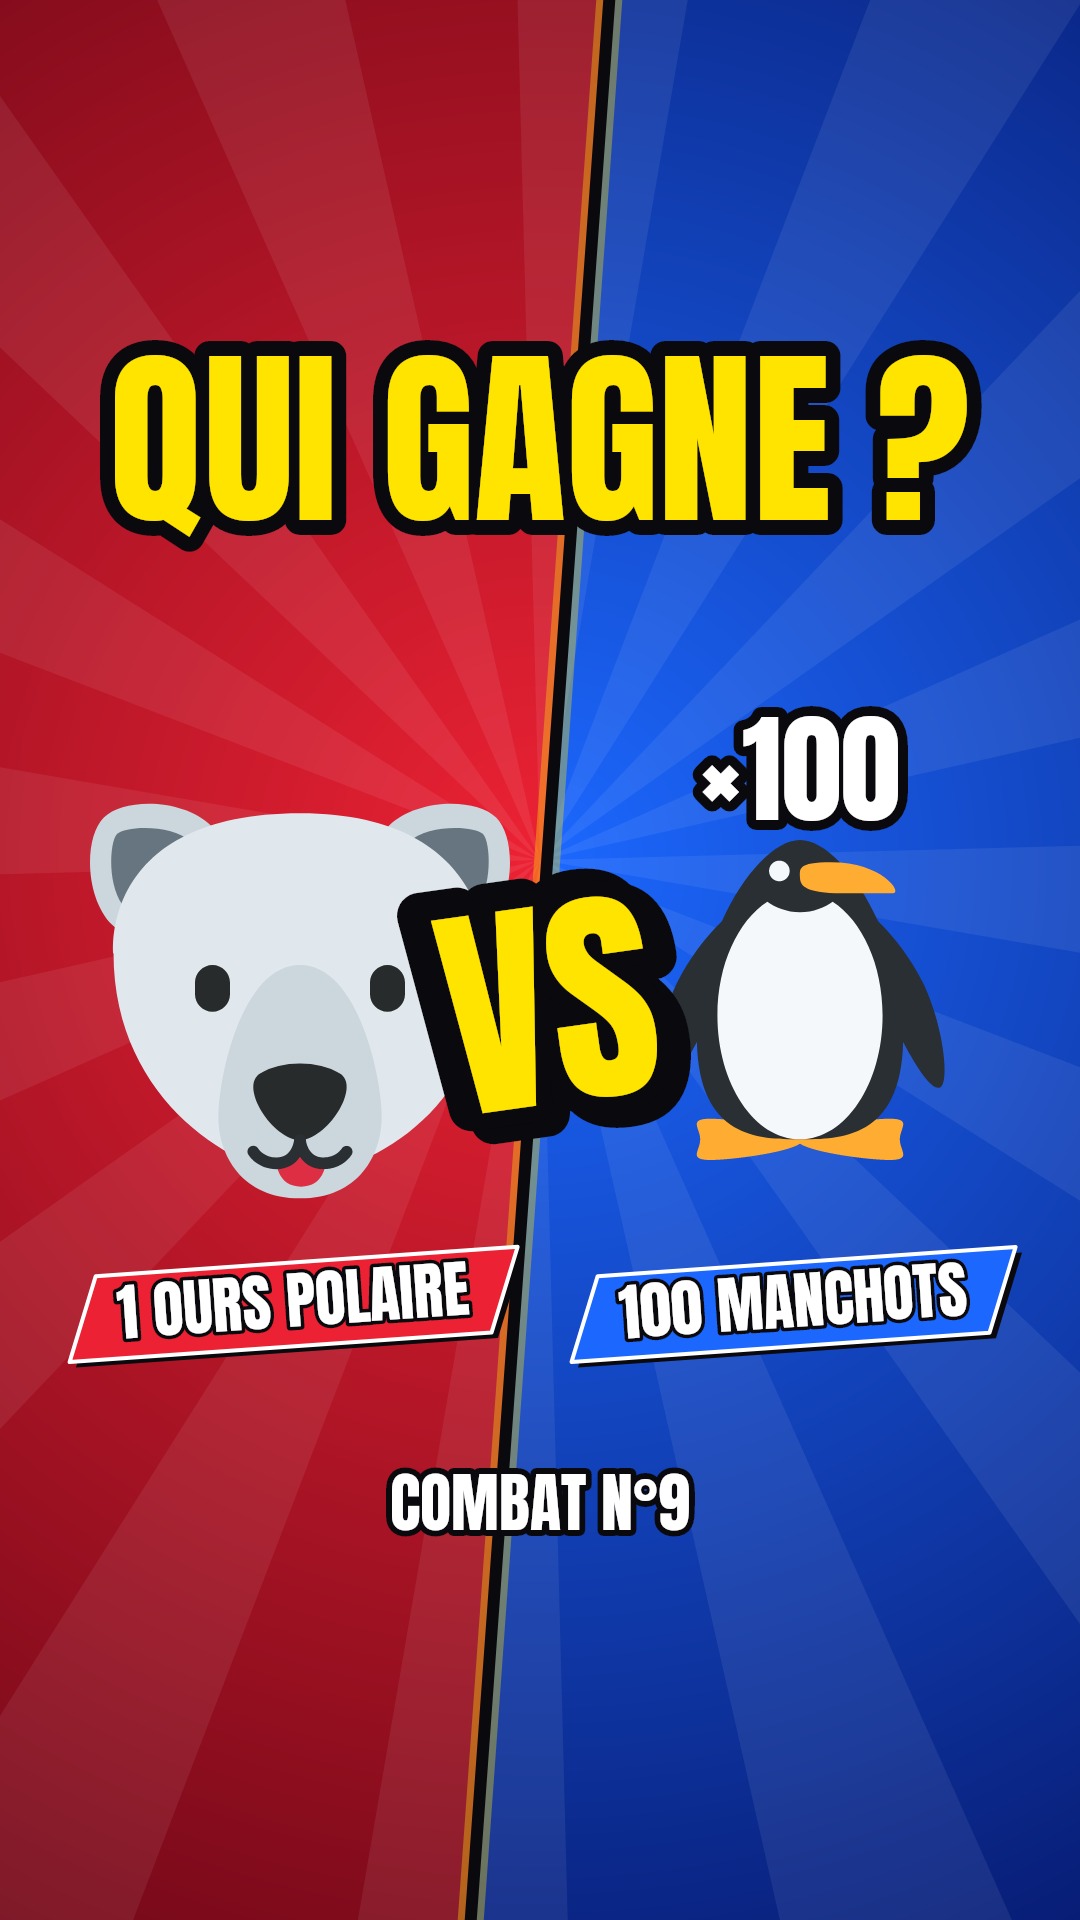 QUI GAGNE ?
×100
VS
1 OURS POLAIRE
100 MANCHOTS
COMBAT N°9